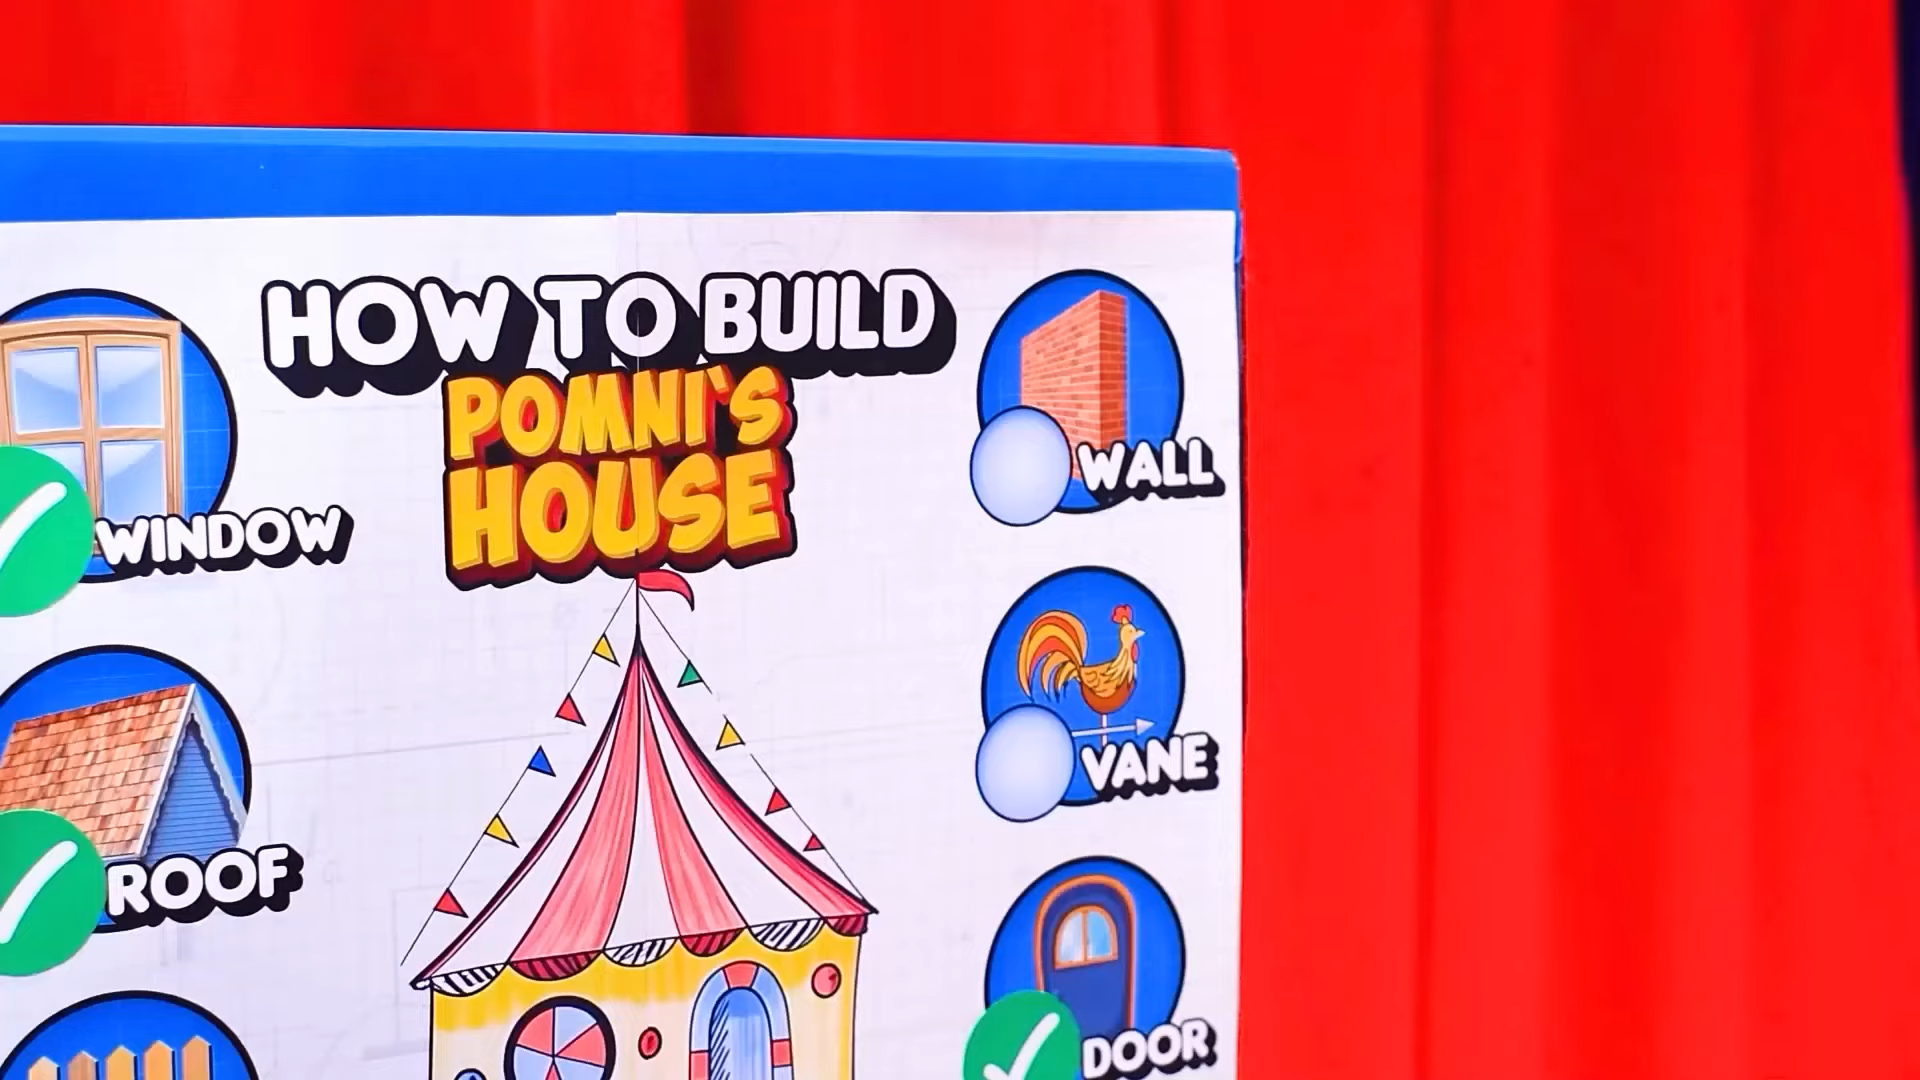 HOW TO BUILD
POMNI'S
HOUSE
WINDOW
ROOF
WALL
VANE
DOOR